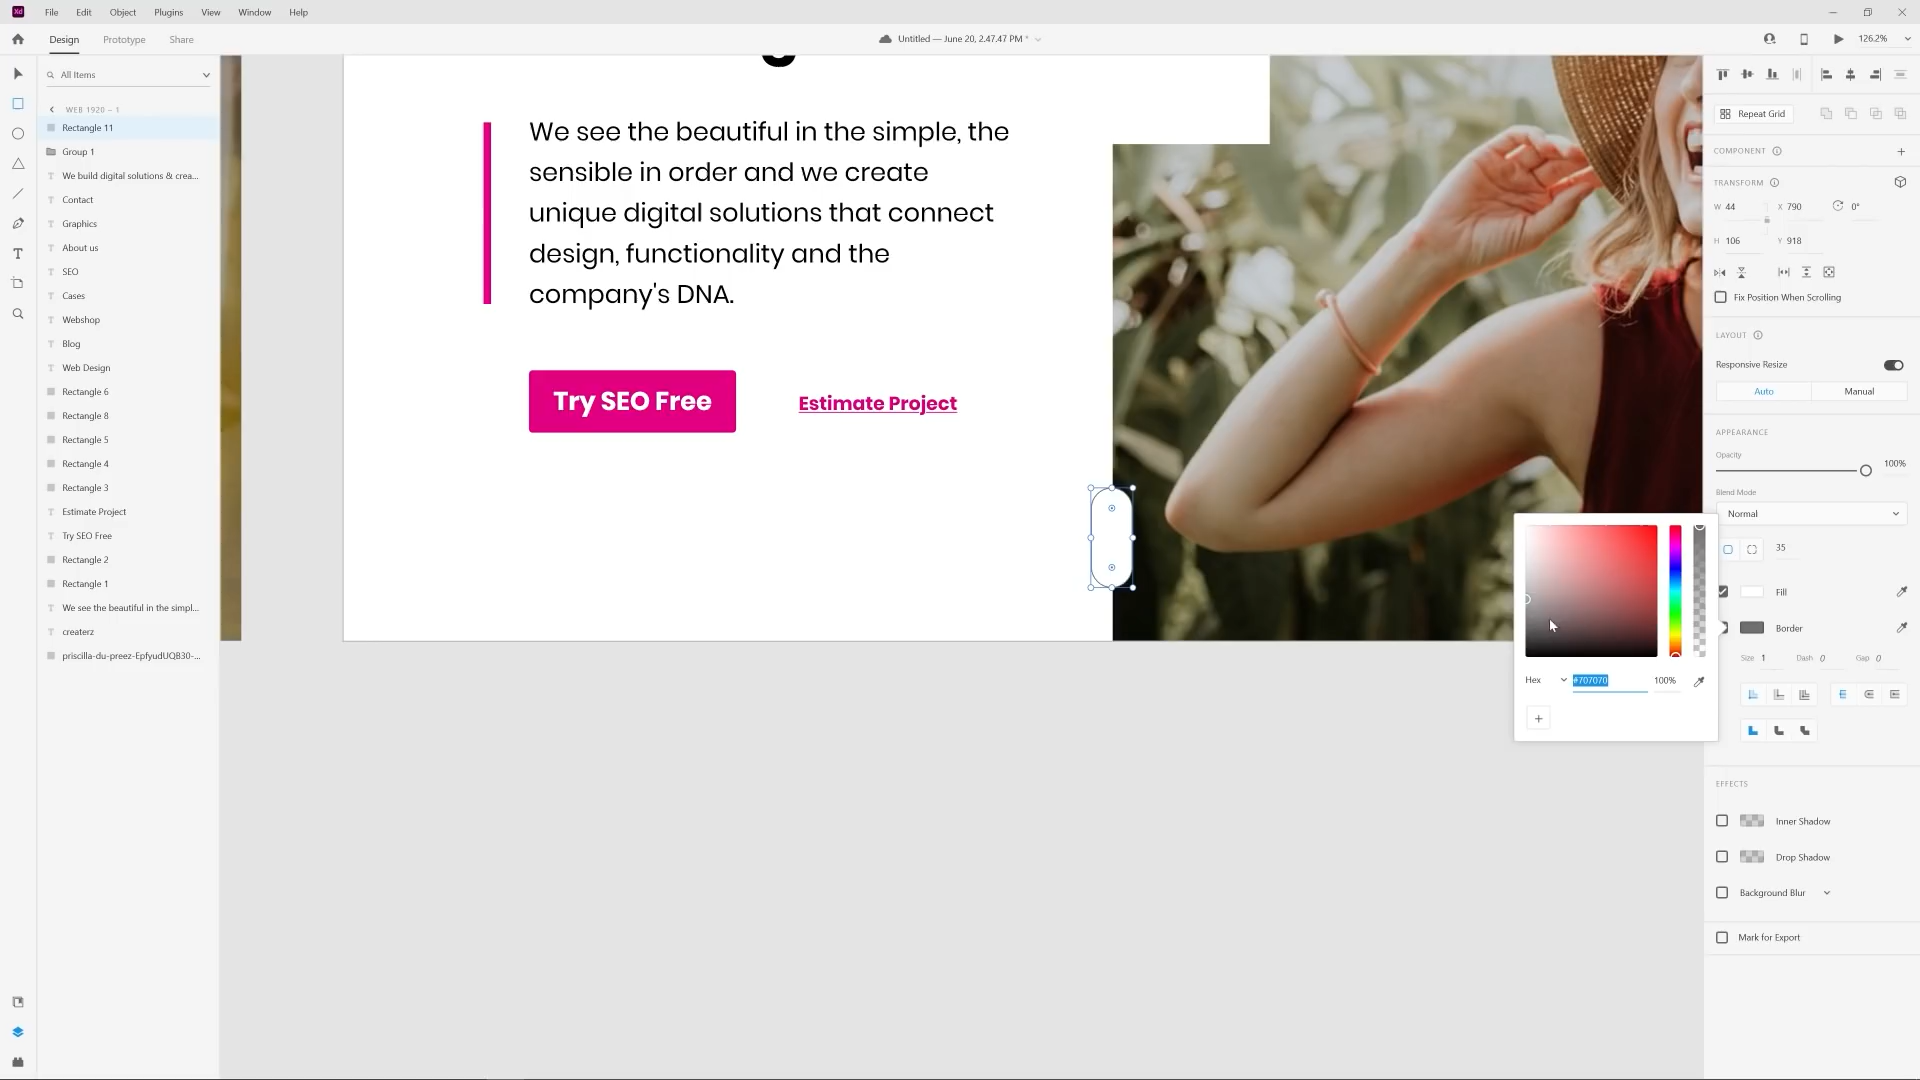 Xd File Edit Object Plugins View Window Help
Design Prototype Share
Untitled — June 20, 2.47.47 PM *
126.2%
All Items
WEB 1920 – 1
Rectangle 11
Group 1
We build digital solutions & crea...
Contact
Graphics
About us
SEO
Cases
Webshop
Blog
Web Design
Rectangle 6
Rectangle 8
Rectangle 5
Rectangle 4
Rectangle 3
Estimate Project
Try SEO Free
Rectangle 2
Rectangle 1
We see the beautiful in the simpl...
createrz
priscilla-du-preez-EpfyudUQB30-...
We see the beautiful in the simple, the
sensible in order and we create
unique digital solutions that connect
design, functionality and the
company's DNA.
Try SEO Free
Estimate Project
Hex #707070 100%
Repeat Grid
COMPONENT
TRANSFORM
W 44 X 790 0°
H 106 Y 918
Fix Position When Scrolling
LAYOUT
Responsive Resize
Auto Manual
APPEARANCE
Opacity
100%
Blend Mode
Normal
35
Fill
Border
Size 1 Dash 0 Gap 0
EFFECTS
Inner Shadow
Drop Shadow
Background Blur
Mark for Export